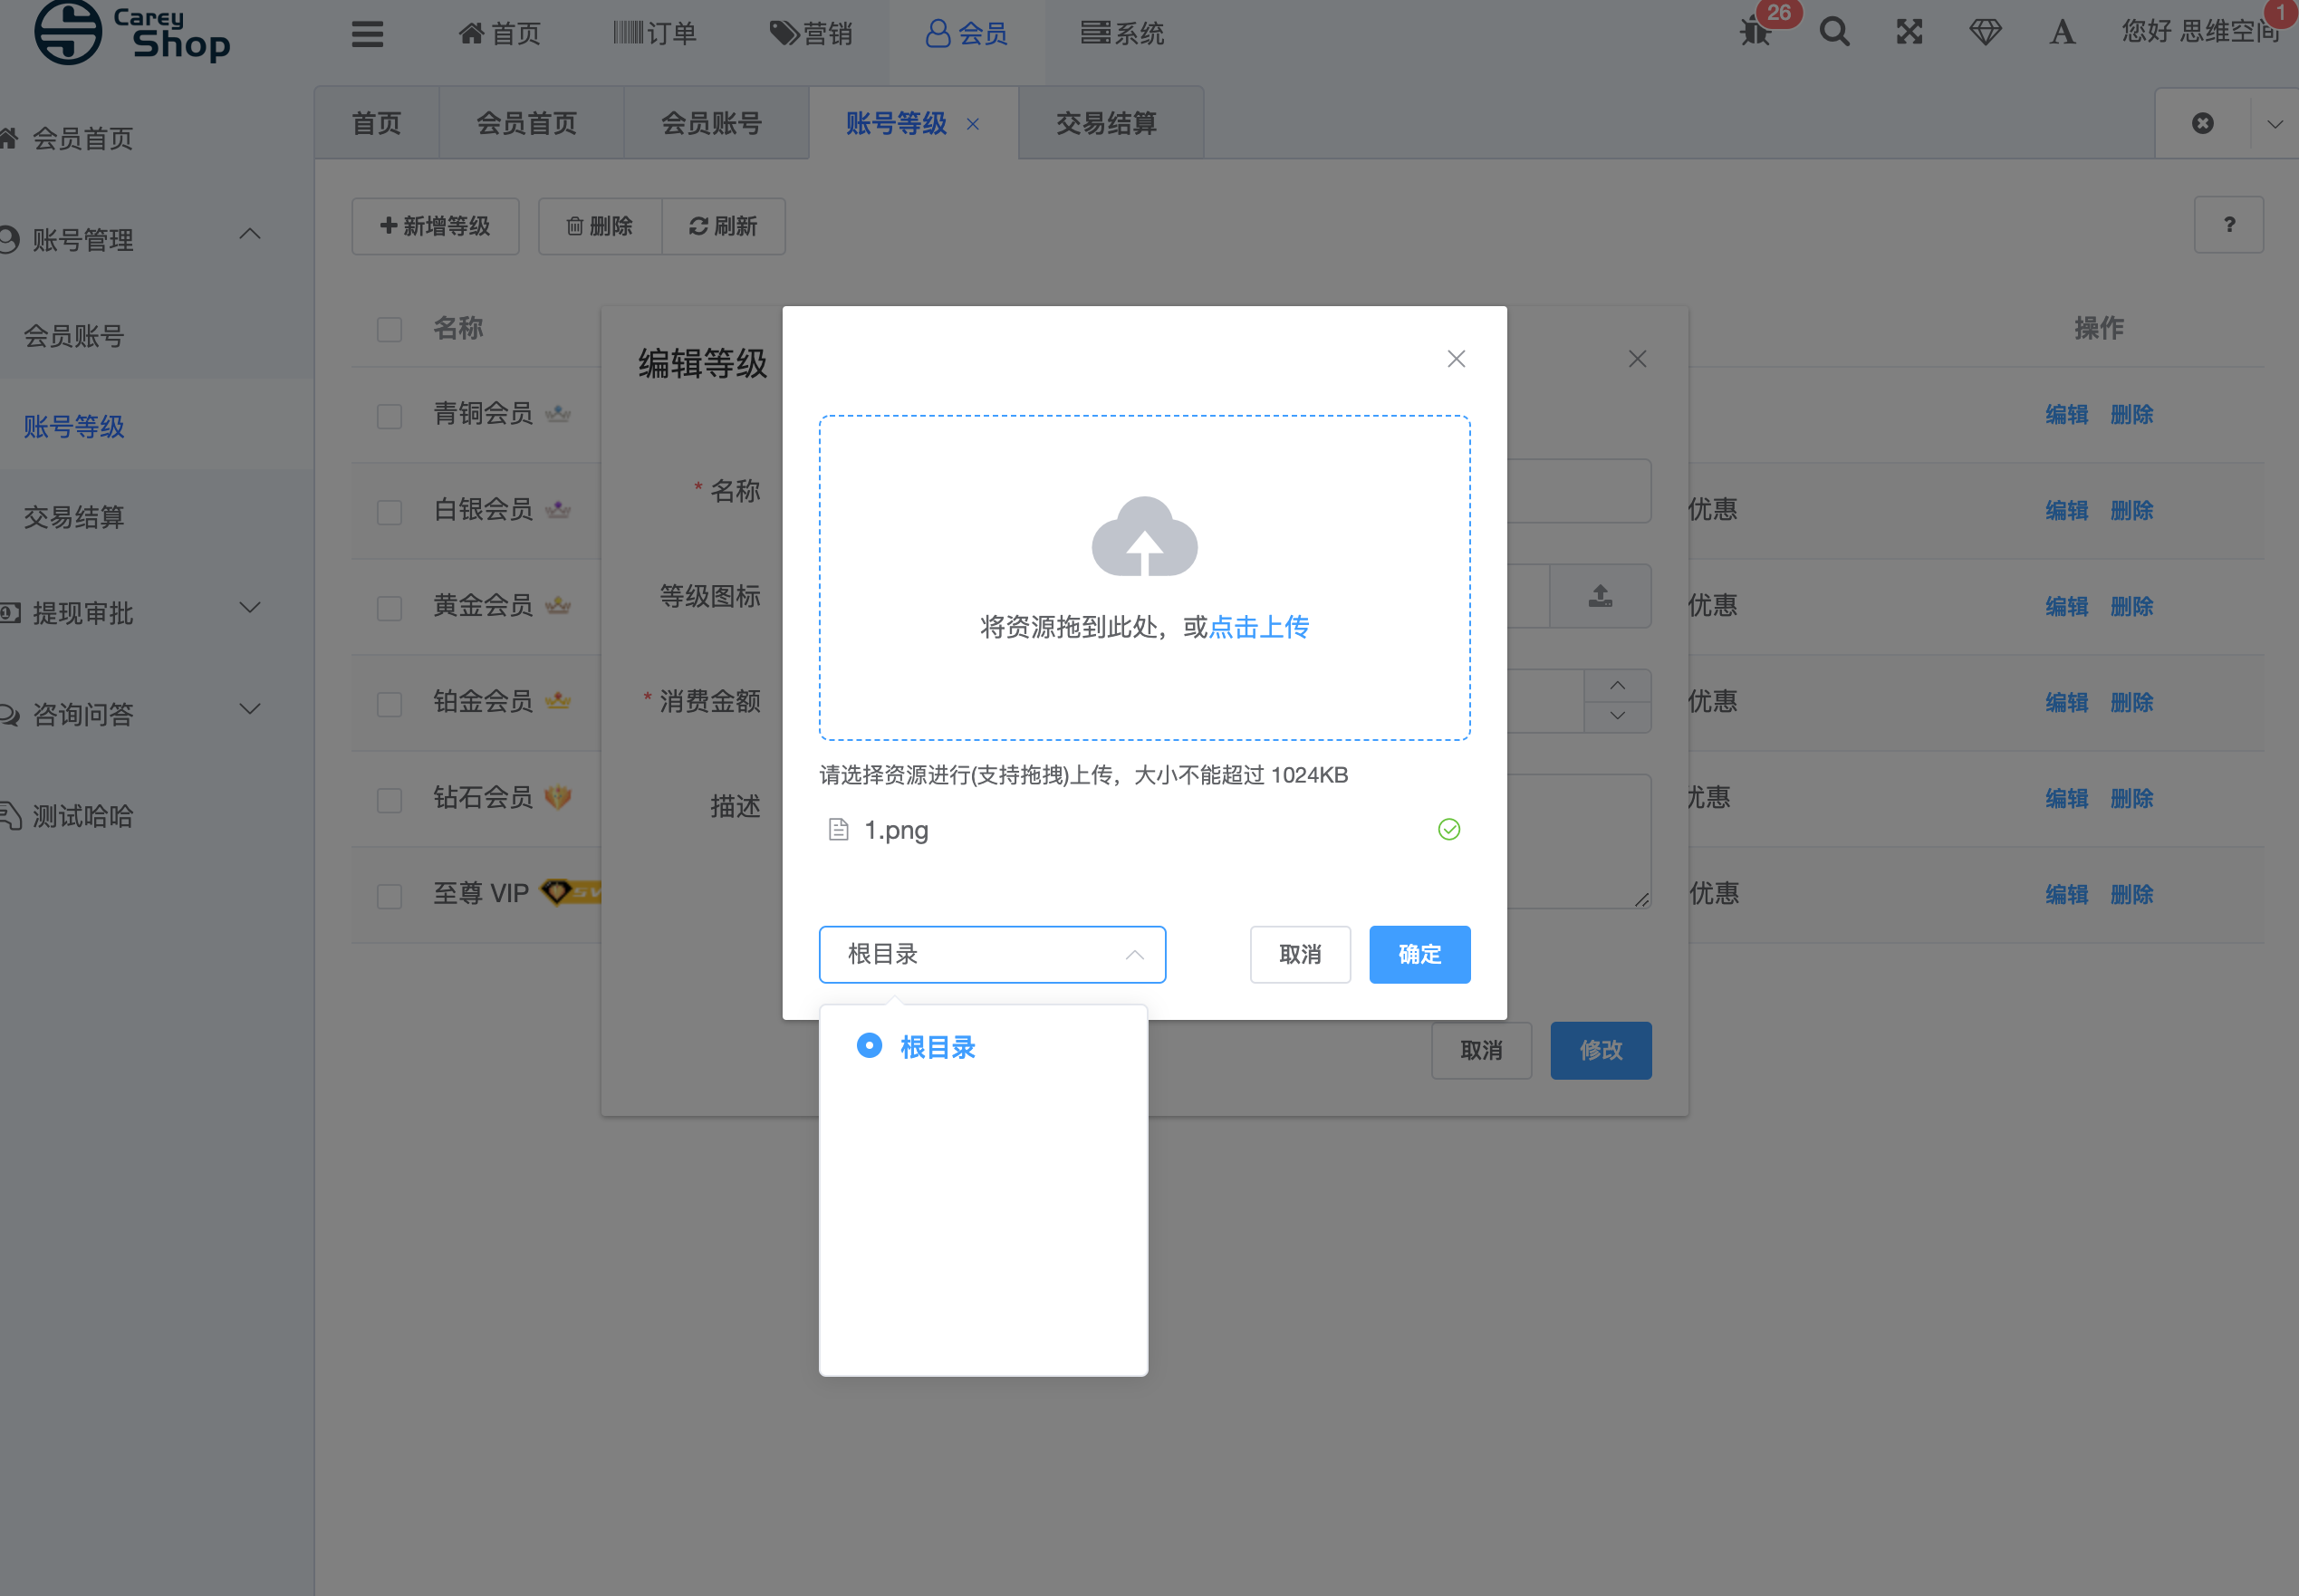 Carey
Shop
首页
订单
营销
会员
系统
26
您好 思维空间
1
首页
会员首页
会员账号
账号等级
交易结算
会员首页
账号管理
会员账号
账号等级
交易结算
提现审批
咨询问答
测试哈哈
新增等级
删除
刷新
?
名称
操作
青铜会员
编辑 删除
白银会员
优惠
编辑 删除
黄金会员
优惠
编辑 删除
铂金会员
优惠
编辑 删除
钻石会员
优惠
编辑 删除
至尊 VIP
优惠
编辑 删除
编辑等级
* 名称
等级图标
* 消费金额
描述
取消
修改
将资源拖到此处，或点击上传
请选择资源进行(支持拖拽)上传，大小不能超过 1024KB
1.png
根目录
取消
确定
根目录